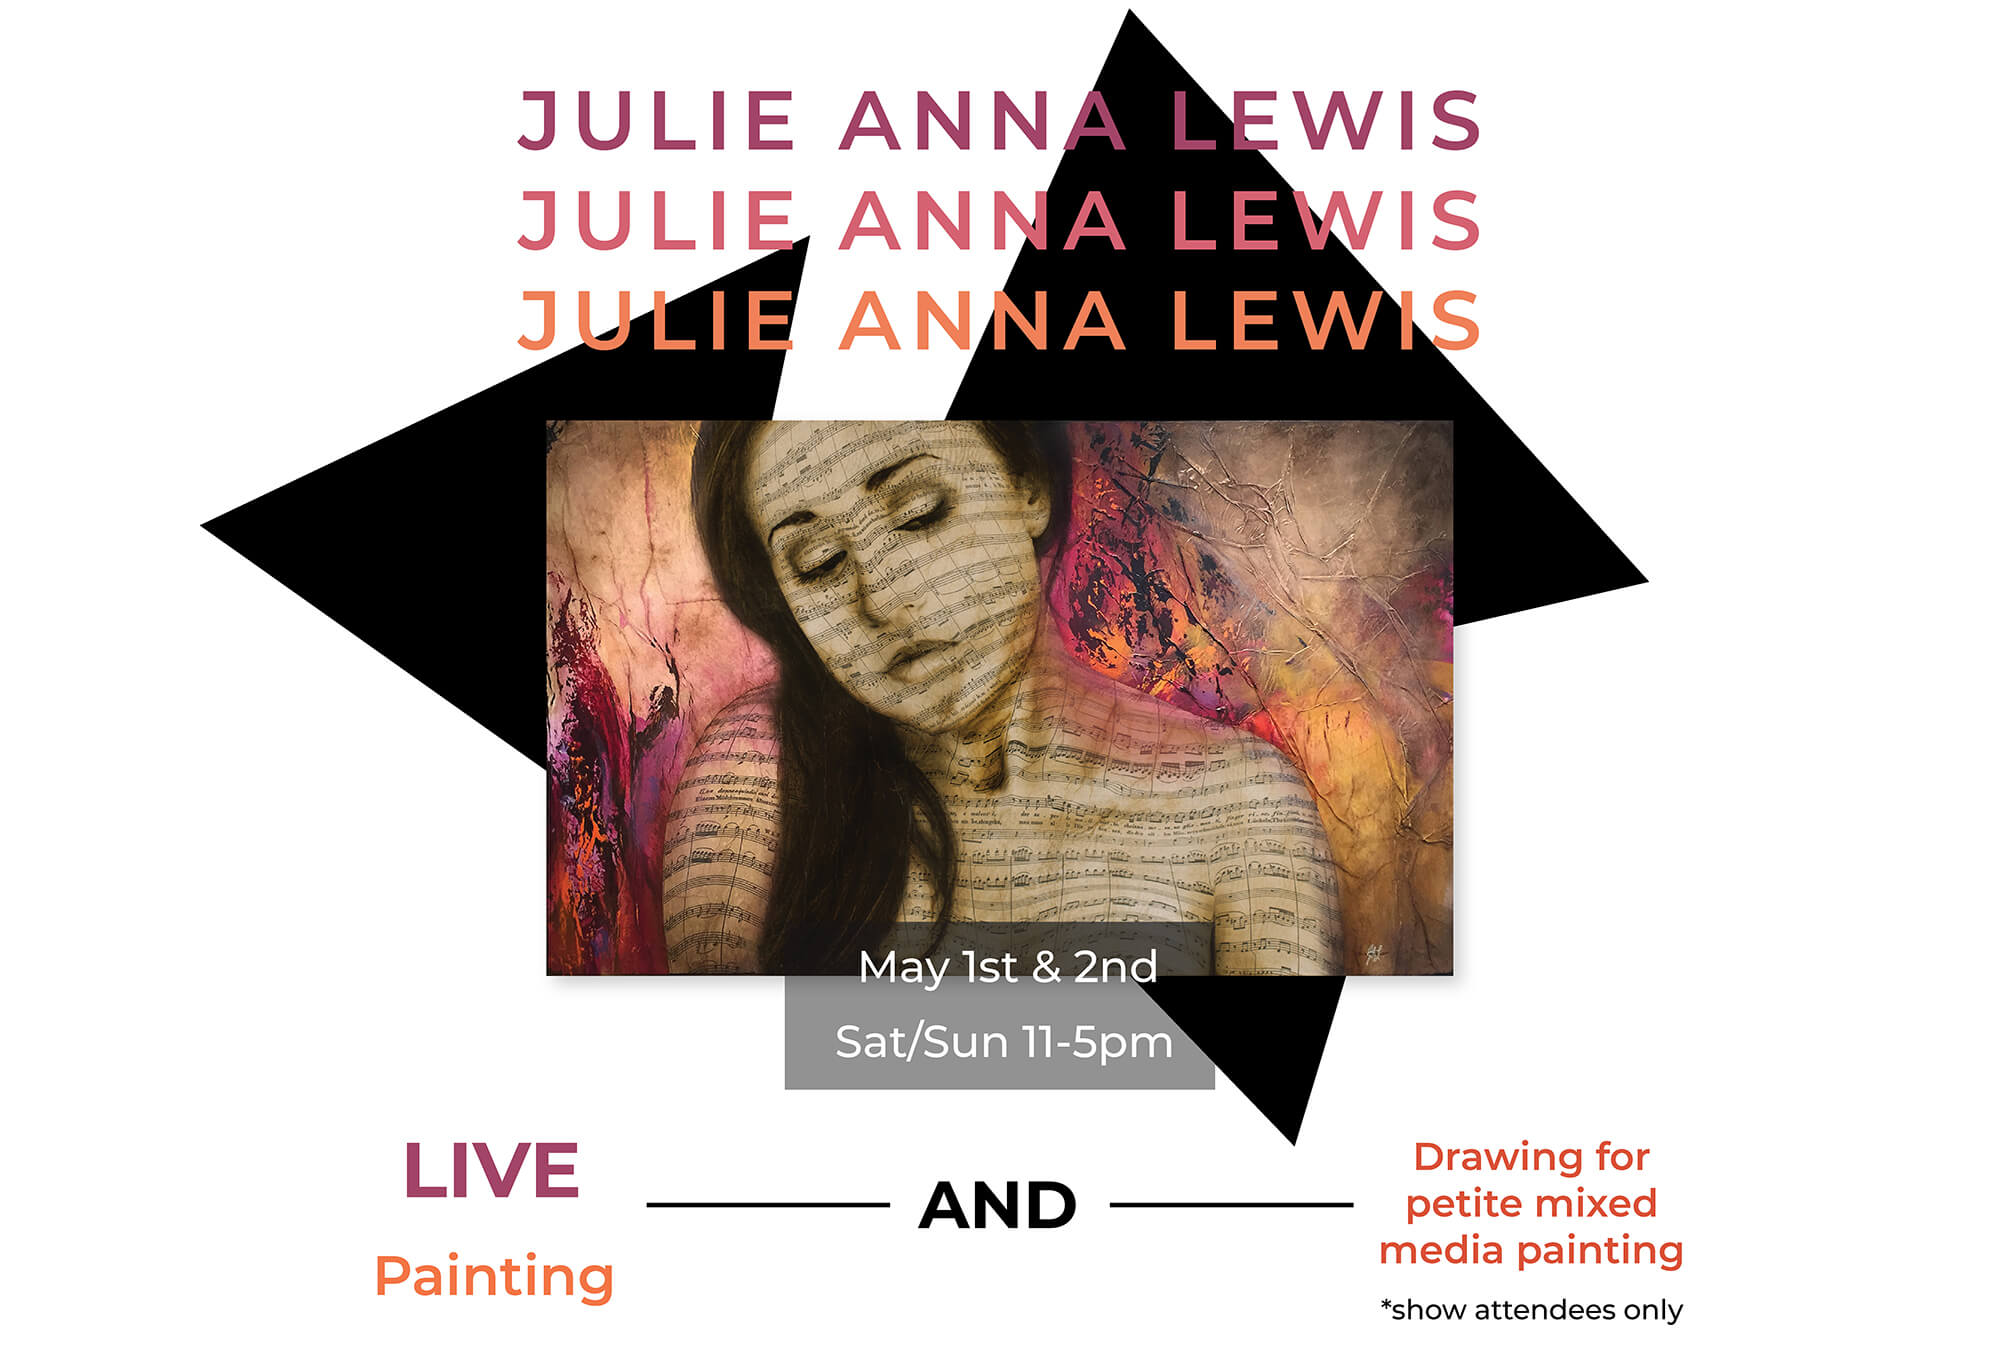 JULIE ANNA LEWIS
JULIE ANNA LEWIS
JULIE ANNA LEWIS
May 1st & 2nd
Sat/Sun 11-5pm
LIVE
Painting
AND
Drawing for
petite mixed
media painting
*show attendees only